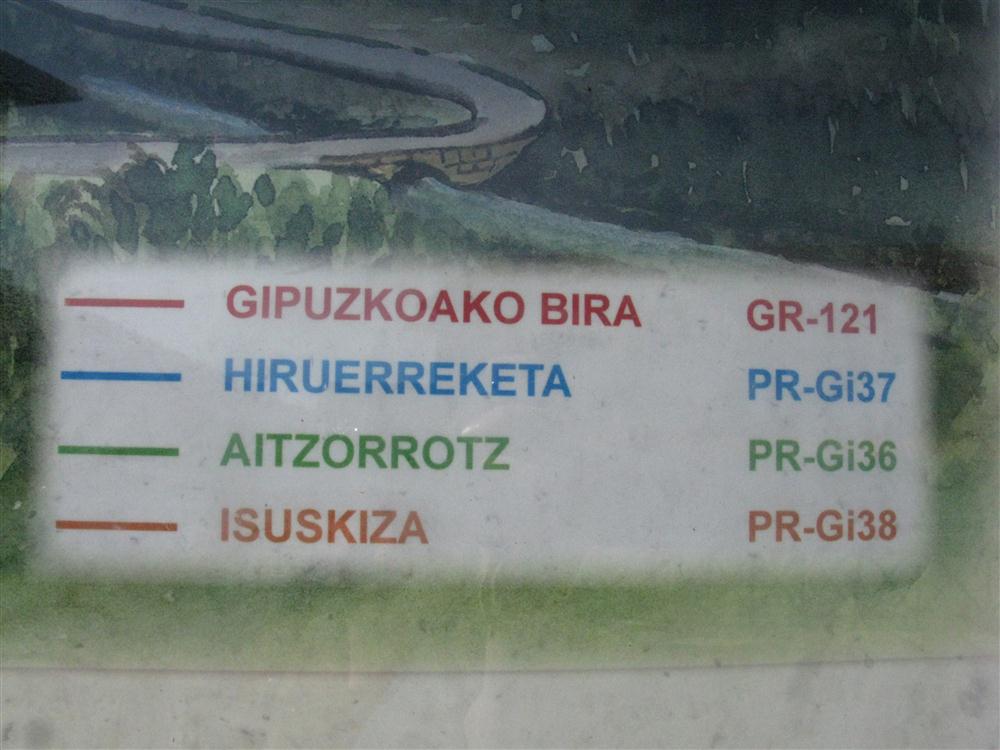 GIPUZKOAKO BIRA GR-121
HIRUERREKETA PR-Gi37
AITZORROTZ PR-Gi36
ISUSKIZA PR-Gi38